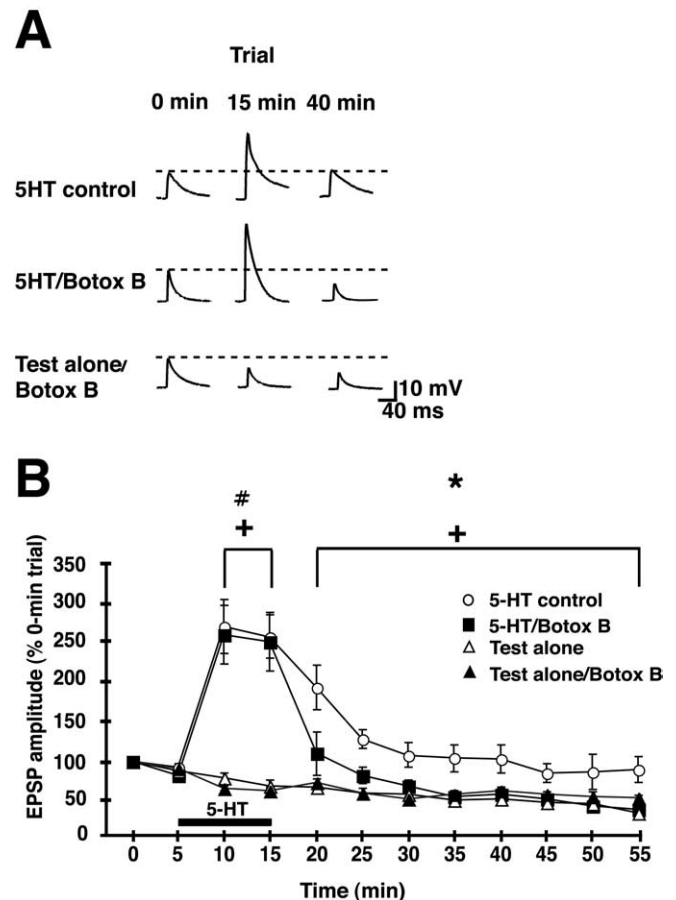 A
Trial
0 min 15 min 40 min
5HT control
5HT/Botox B
Test alone/
Botox B
10 mV
40 ms
B
# *
+ +
EPSP amplitude (% 0-min trial)
350
300
250
200
150
100
50
0
5-HT control
5-HT/Botox B
Test alone
Test alone/Botox B
5-HT
0 5 10 15 20 25 30 35 40 45 50 55
Time (min)